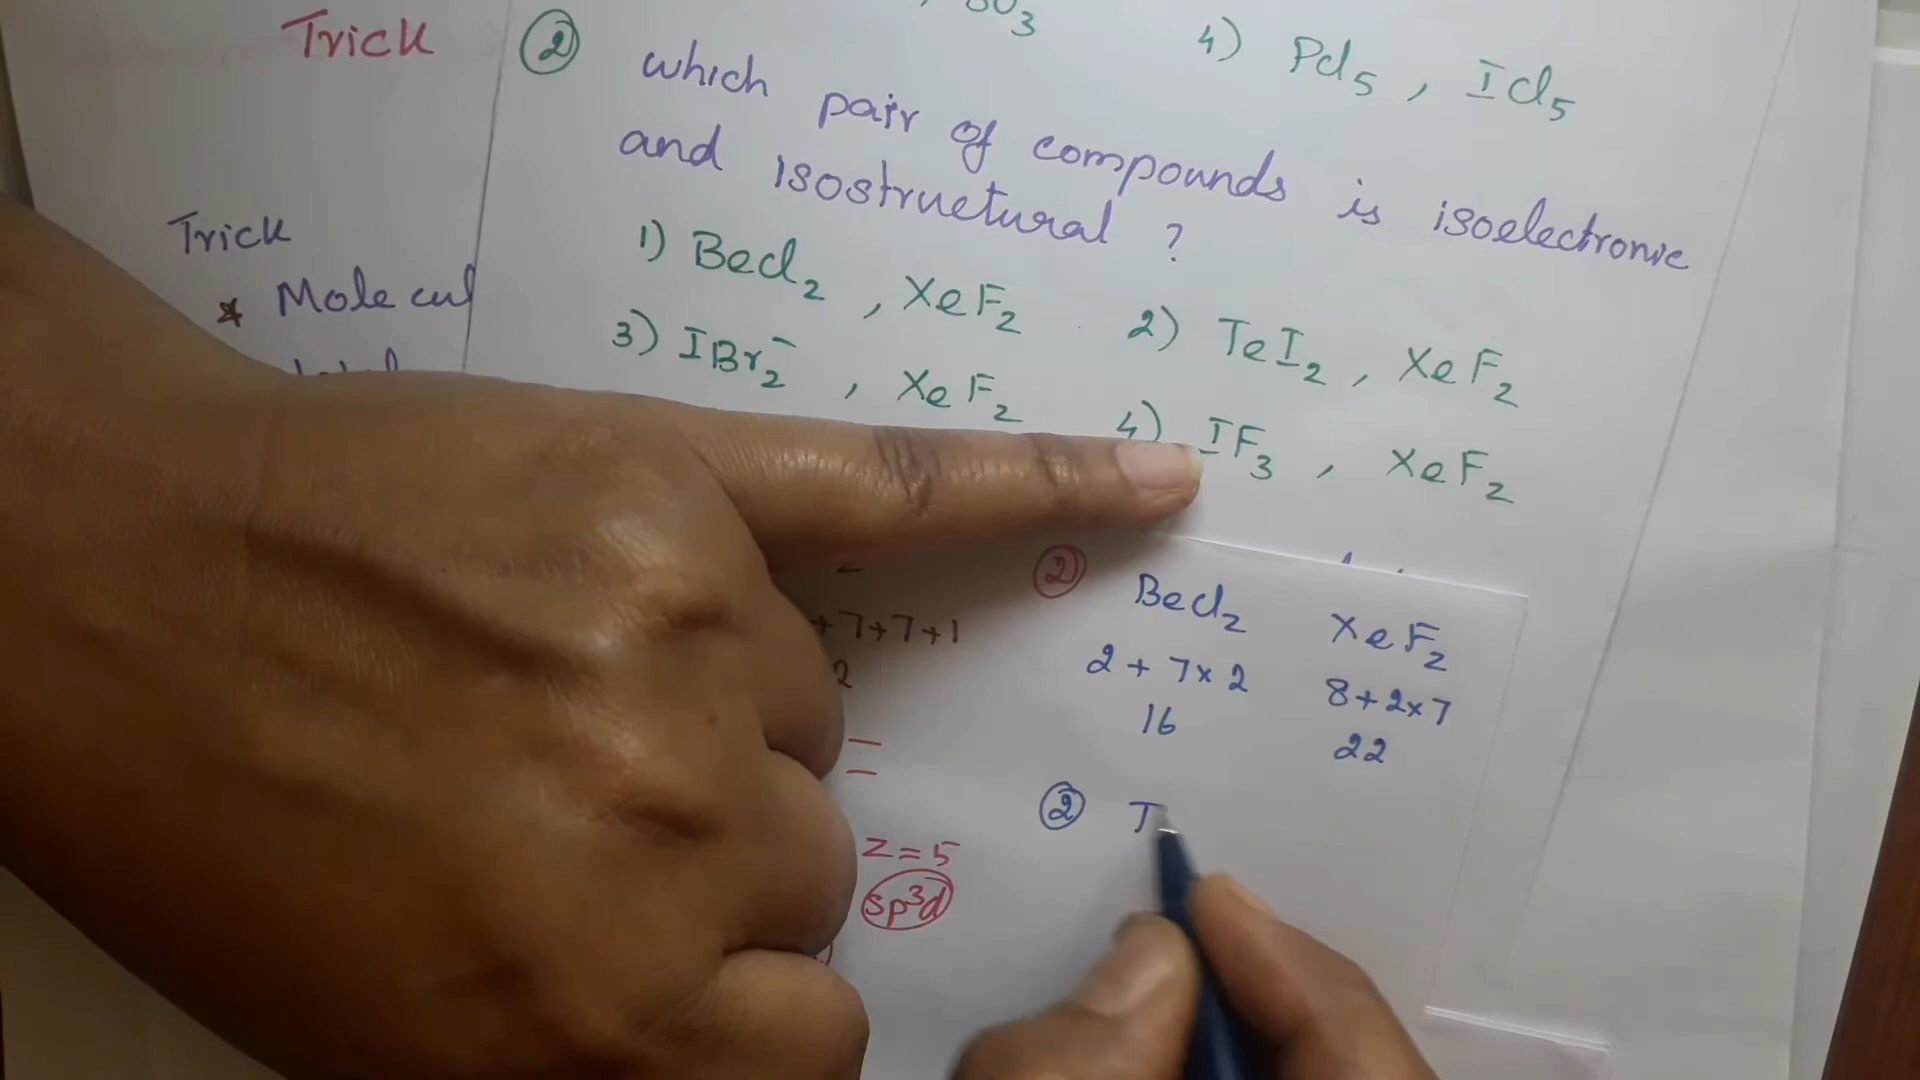 Trick
SO3
4) Pcl5 , Icl5
② which pair of compounds is isoelectronic
and isostructural ?
1) Becl2 , XeF2
2) TeI2 , XeF2
3) IBr2⁻ , XeF2
4) IF3 , XeF2
Trick
* Molecul
+7+7+1
2
Z=5
sp³d
② Becl2 XeF2
2+7×2 8+2×7
16 22
② T